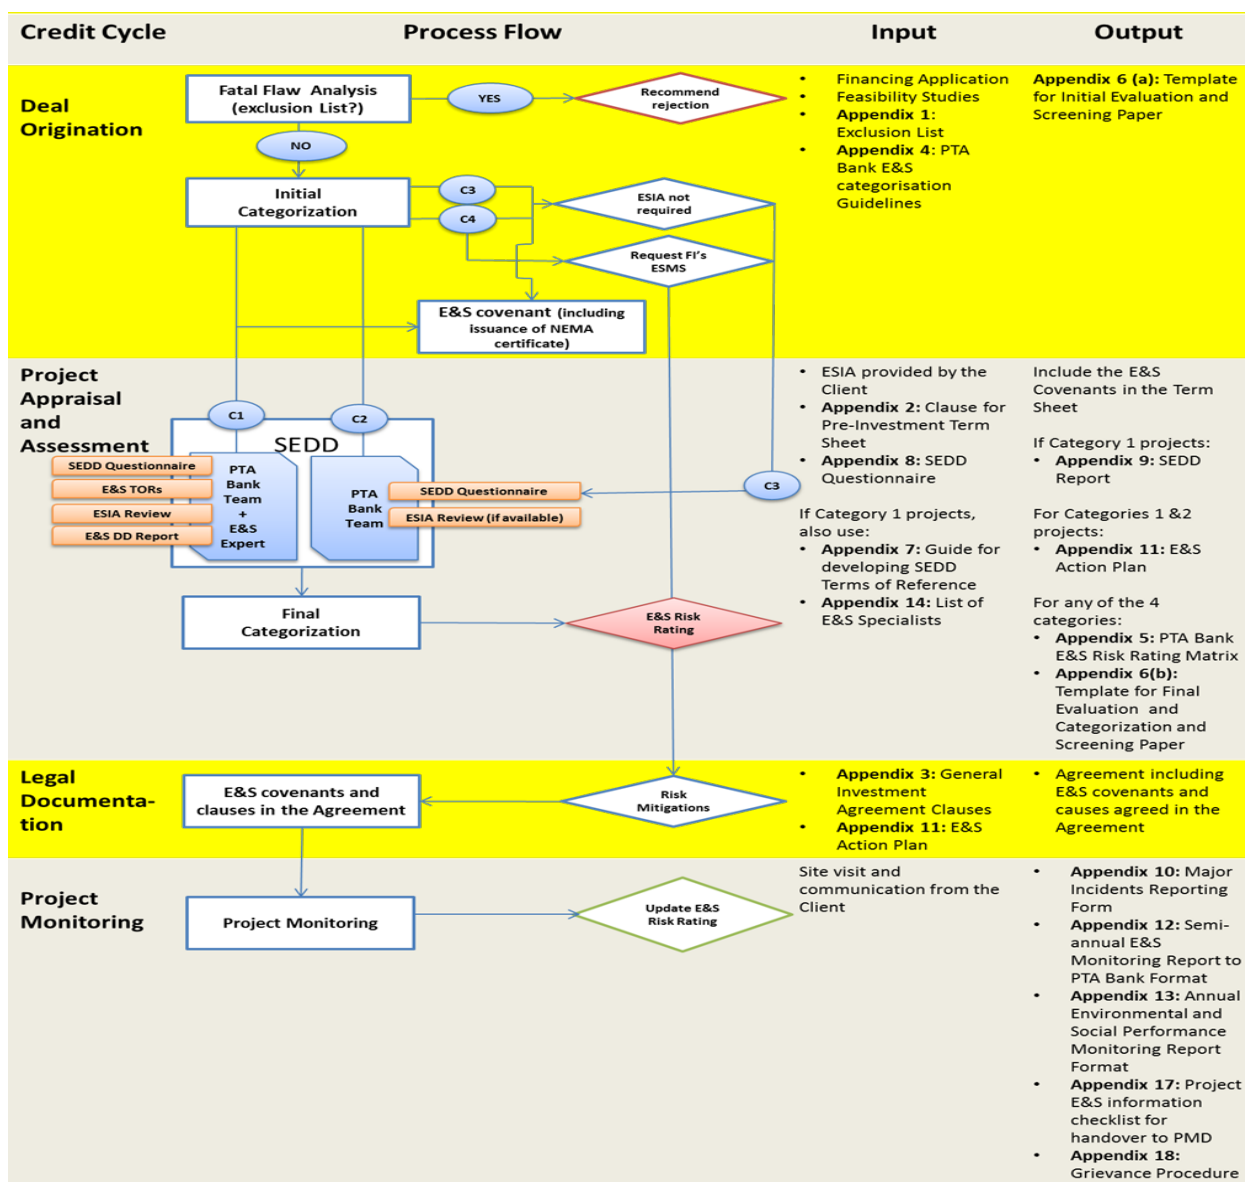 Credit Cycle
Process Flow
Input
Output
Deal
Origination
Fatal Flaw Analysis
(exclusion List?)
YES
Recommend
rejection
NO
Initial
Categorization
C3
C4
ESIA not
required
Request FI's
ESMS
E&S covenant (including
issuance of NEMA
certificate)
• Financing Application
• Feasibility Studies
• Appendix 1:
Exclusion List
• Appendix 4: PTA
Bank E&S
categorisation
Guidelines
Appendix 6 (a): Template
for Initial Evaluation and
Screening Paper
Project
Appraisal
and
Assessment
C1
C2
SEDD
SEDD Questionnaire
E&S TORs
ESIA Review
E&S DD Report
PTA
Bank
Team
+
E&S
Expert
PTA
Bank
Team
SEDD Questionnaire
ESIA Review (if available)
C3
Final
Categorization
E&S Risk
Rating
• ESIA provided by the
Client
• Appendix 2: Clause for
Pre-Investment Term
Sheet
• Appendix 8: SEDD
Questionnaire
If Category 1 projects,
also use:
• Appendix 7: Guide for
developing SEDD
Terms of Reference
• Appendix 14: List of
E&S Specialists
Include the E&S
Covenants in the Term
Sheet
If Category 1 projects:
• Appendix 9: SEDD
Report
For Categories 1 &2
projects:
• Appendix 11: E&S
Action Plan
For any of the 4
categories:
• Appendix 5: PTA Bank
E&S Risk Rating Matrix
• Appendix 6(b):
Template for Final
Evaluation and
Categorization and
Screening Paper
Legal
Documenta-
tion
E&S covenants and
clauses in the Agreement
Risk
Mitigations
• Appendix 3: General
Investment
Agreement Clauses
• Appendix 11: E&S
Action Plan
• Agreement including
E&S covenants and
causes agreed in the
Agreement
Project
Monitoring
Project Monitoring
Update E&S
Risk Rating
Site visit and
communication from the
Client
• Appendix 10: Major
Incidents Reporting
Form
• Appendix 12: Semi-
annual E&S
Monitoring Report to
PTA Bank Format
• Appendix 13: Annual
Environmental and
Social Performance
Monitoring Report
Format
• Appendix 17: Project
E&S information
checklist for
handover to PMD
• Appendix 18:
Grievance Procedure